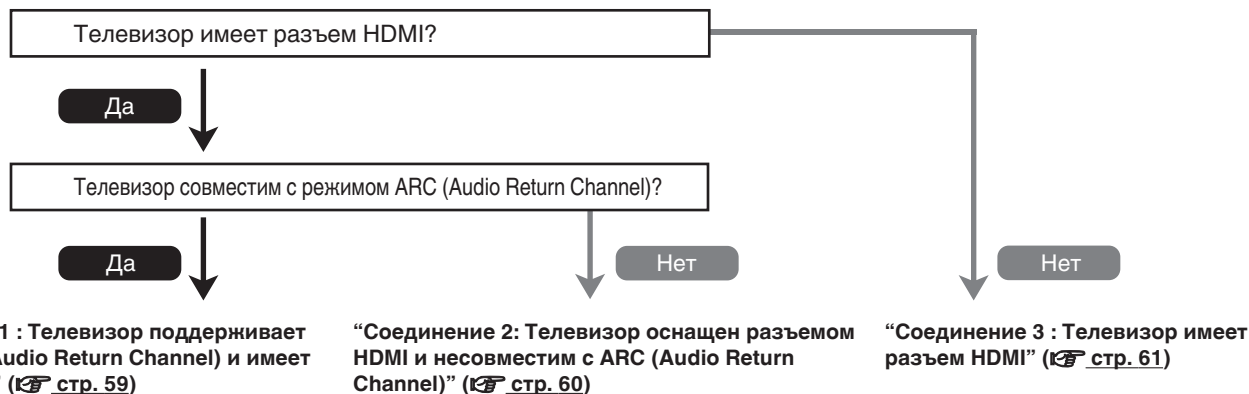 Телевизор имеет разъем HDMI?
Да
Телевизор совместим с режимом ARC (Audio Return Channel)?
Да
Нет
Нет
1 : Телевизор поддерживает
Audio Return Channel) и имеет
” (☞ стр. 59)
“Соединение 2: Телевизор оснащен разъемом
HDMI и несовместим с ARC (Audio Return
Channel)” (☞ стр. 60)
“Соединение 3 : Телевизор имеет
разъем HDMI” (☞ стр. 61)